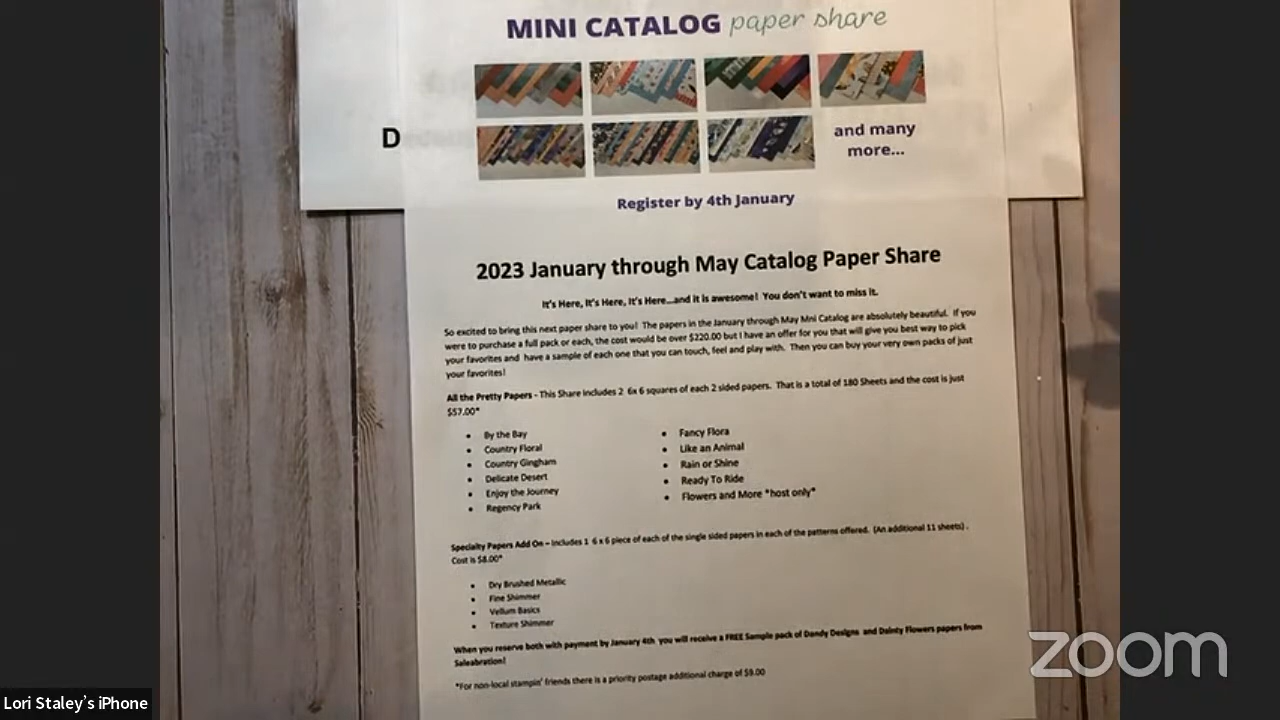 MINI CATALOG paper share
and many
more...
D
Register by 4th January
2023 January through May Catalog Paper Share
It's Here, It's Here, It's Here...and it is awesome! You don't want to miss it.
So excited to bring this next paper share to you! The papers in the January through May Mni Catalog are absolutely beautiful. If you
were to purchase a full pack or each, the cost would be over $220.00 but I have an offer for you that will give you best way to pick
your favorites and have a sample of each one that you can touch, feel and play with. Then you can buy your very own packs of just
your favorites!
All the Pretty Papers - This Share includes 2 6x 6 squares of each 2 sided papers. That is a total of 180 Sheets and the cost is just
$57.00*
• By the Bay
• Country Floral
• Country Gingham
• Delicate Desert
• Enjoy the Journey
• Regency Park
• Fancy Flora
• Like an Animal
• Rain or Shine
• Ready To Ride
• Flowers and More *host only*
Specialty Papers Add On – Includes 1 6 x 6 piece of each of the single sided papers in each of the patterns offered. (An additional 11 sheets) .
Cost is $8.00*
• Dry Brushed Metallic
• Fine Shimmer
• Vellum Basics
• Texture Shimmer
When you reserve both with payment by January 4th you will receive a FREE Sample pack of Dandy Designs and Dainty Flowers papers from
Saleabration!
*For non-local stampin' friends there is a priority postage additional charge of $9.00
zoom
Lori Staley's iPhone